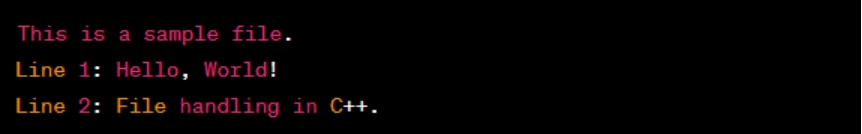 This is a sample file.
Line 1: Hello, World!
Line 2: File handling in C++.